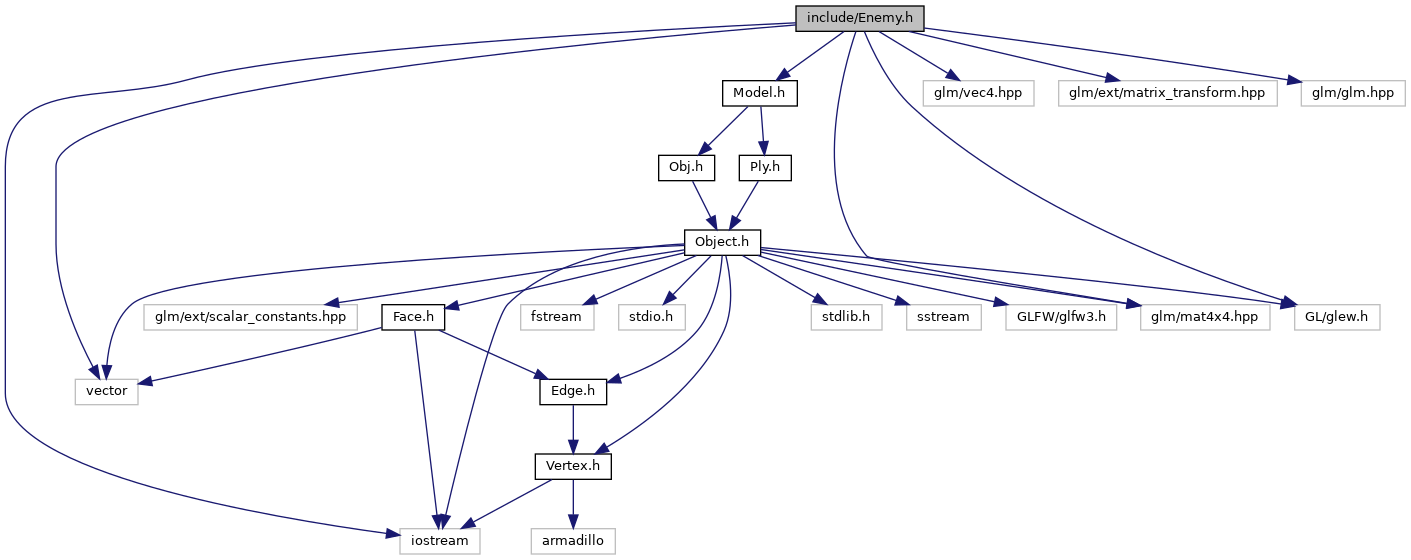 include/Enemy.h
Model.h
glm/vec4.hpp
glm/ext/matrix_transform.hpp
glm/glm.hpp
Obj.h
Ply.h
Object.h
glm/ext/scalar_constants.hpp
Face.h
fstream
stdio.h
stdlib.h
sstream
GLFW/glfw3.h
glm/mat4x4.hpp
GL/glew.h
vector
Edge.h
Vertex.h
iostream
armadillo